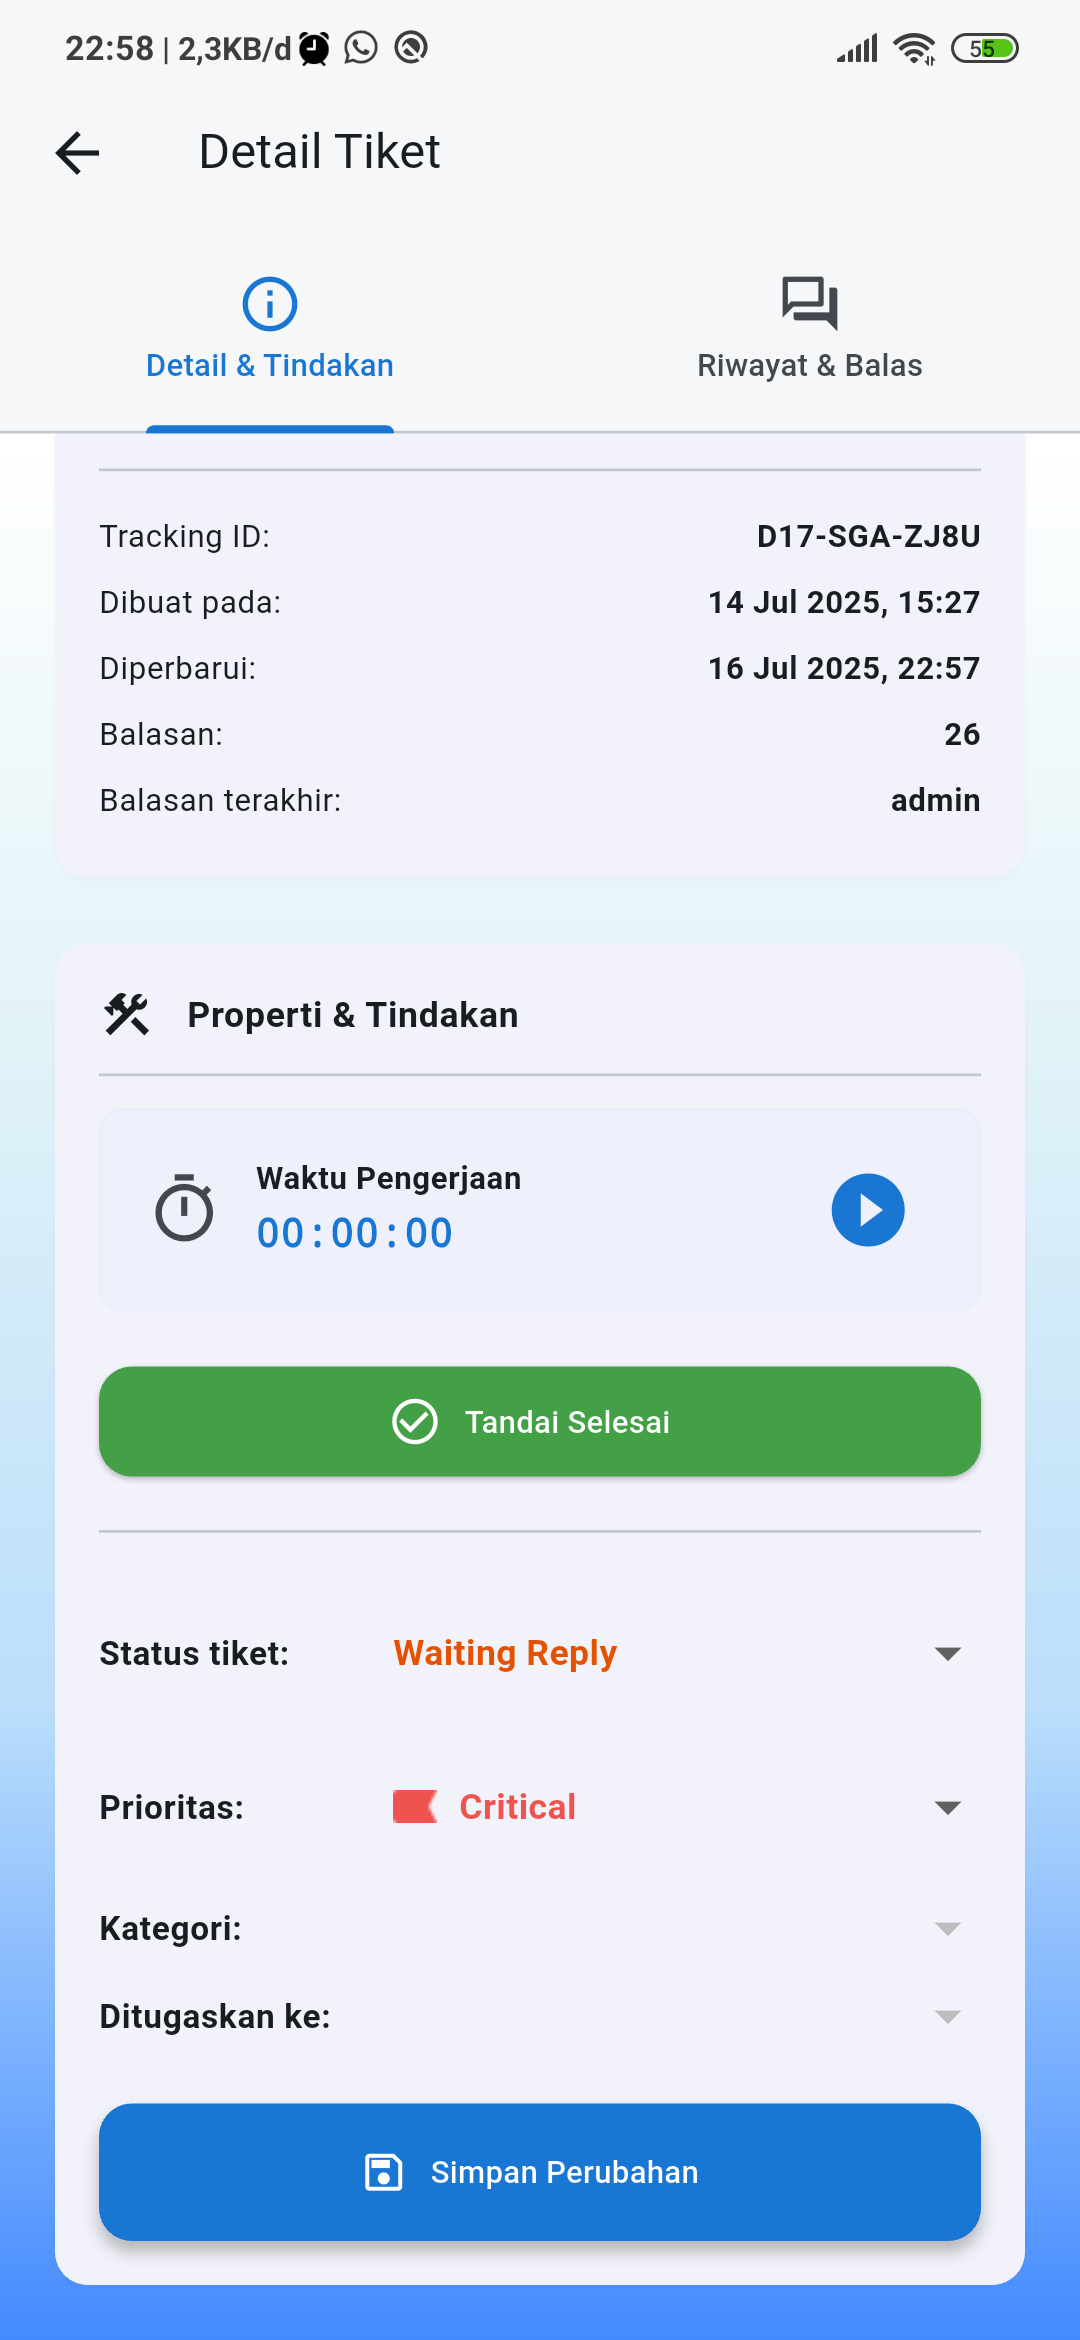 22:58 | 2,3KB/d
55
Detail Tiket
Detail & Tindakan
Riwayat & Balas
Tracking ID: D17-SGA-ZJ8U
Dibuat pada: 14 Jul 2025, 15:27
Diperbarui: 16 Jul 2025, 22:57
Balasan: 26
Balasan terakhir: admin
Properti & Tindakan
Waktu Pengerjaan
00:00:00
Tandai Selesai
Status tiket: Waiting Reply
Prioritas: Critical
Kategori:
Ditugaskan ke:
Simpan Perubahan